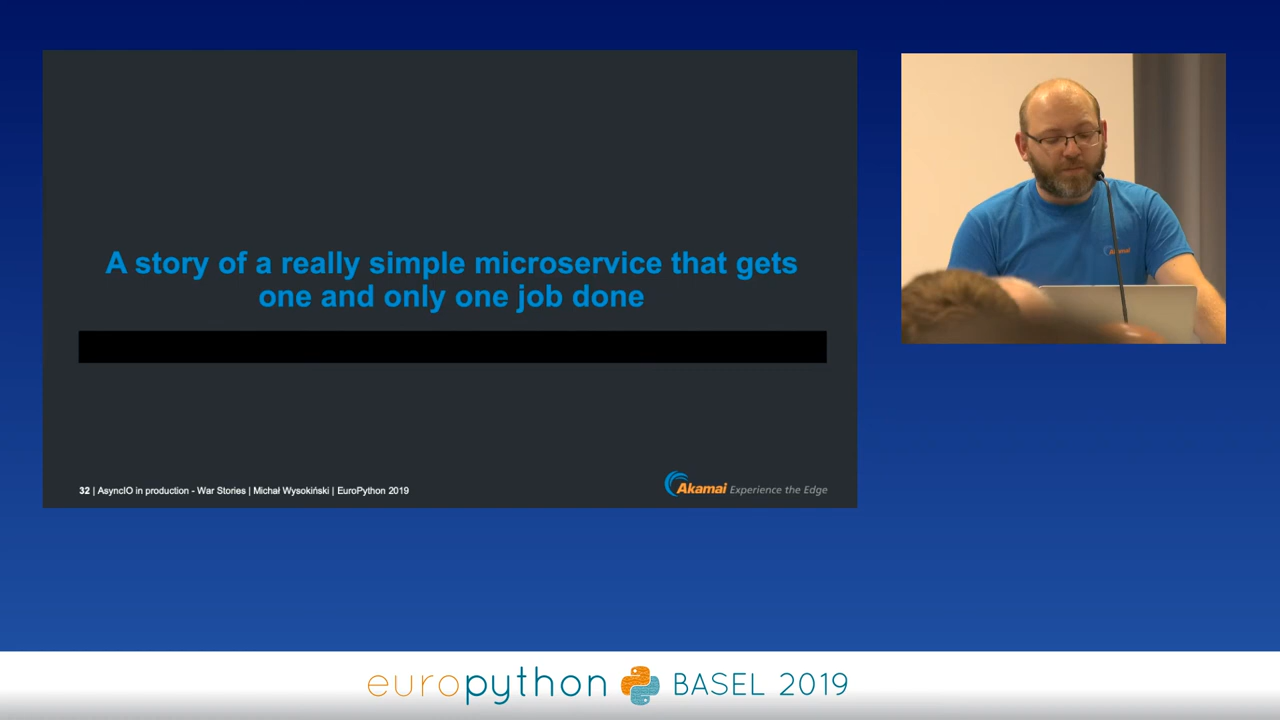 A story of a really simple microservice that gets
one and only one job done
32 | AsyncIO in production - War Stories | Michał Wysokiński | EuroPython 2019
Akamai Experience the Edge
Akamai
europython BASEL 2019